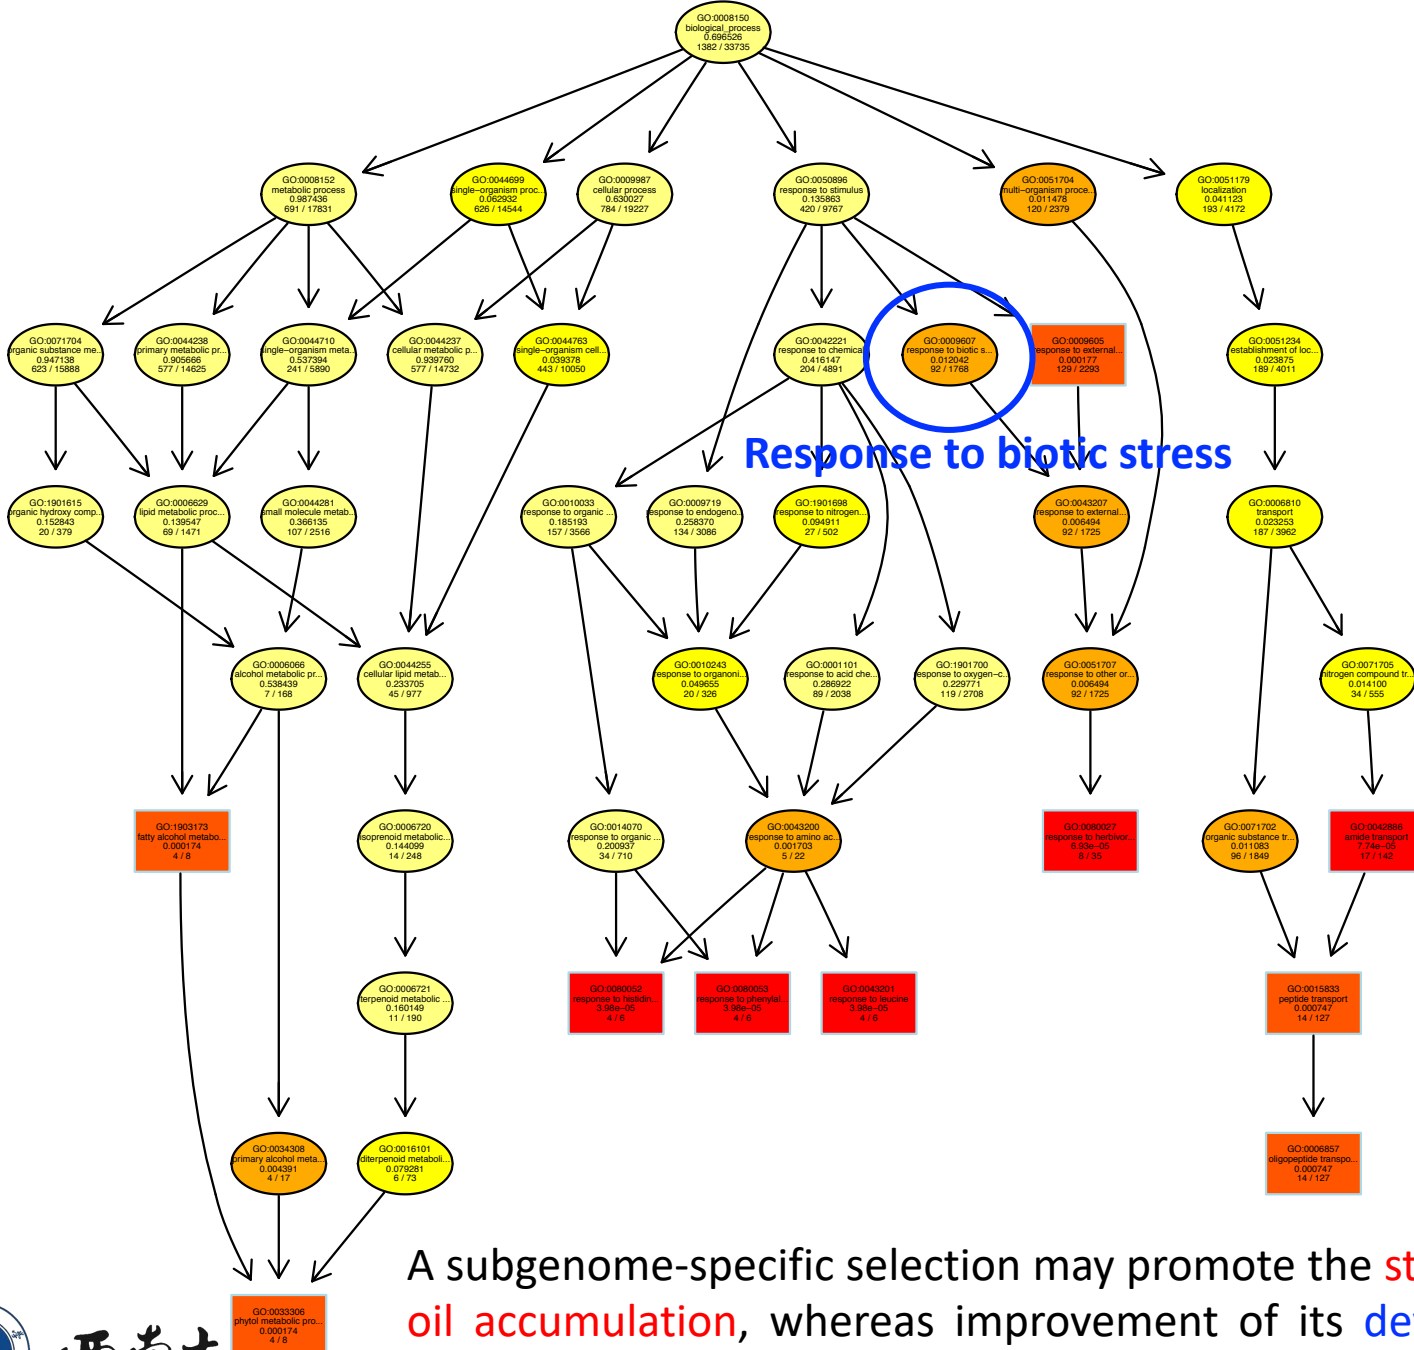 GO:0008150
biological_process
0.696526
1382 / 33735
GO:0008152
metabolic process
0.987436
691 / 17831
GO:0044699
single−organism proc...
0.062932
626 / 14544
GO:0009987
cellular process
0.630027
784 / 19227
GO:0050896
response to stimulus
0.135863
420 / 9767
GO:0051704
multi−organism proce...
0.011478
120 / 2379
GO:0051179
localization
0.041123
193 / 4172
GO:0071704
organic substance me...
0.947138
623 / 15888
GO:0044238
primary metabolic pr...
0.905666
577 / 14625
GO:0044710
single−organism meta...
0.537394
241 / 5890
GO:0044237
cellular metabolic p...
0.939760
577 / 14732
GO:0044763
single−organism cell...
0.039378
443 / 10050
GO:0042221
response to chemical
0.416147
204 / 4891
GO:0009607
response to biotic s...
0.012042
92 / 1768
GO:0009605
response to external...
0.000177
129 / 2293
GO:0051234
establishment of loc...
0.023875
189 / 4011
Response to biotic stress
GO:1901615
organic hydroxy comp...
0.152843
20 / 379
GO:0006629
lipid metabolic proc...
0.139547
69 / 1471
GO:0044281
small molecule metab...
0.366135
107 / 2516
GO:0010033
response to organic ...
0.185193
157 / 3566
GO:0009719
response to endogeno...
0.258370
134 / 3086
GO:1901698
response to nitrogen...
0.094911
27 / 502
GO:0043207
response to external...
0.006494
92 / 1725
GO:0006810
transport
0.023253
187 / 3962
GO:0006066
alcohol metabolic pr...
0.538439
7 / 168
GO:0044255
cellular lipid metab...
0.233705
45 / 977
GO:0010243
response to organoni...
0.049655
20 / 326
GO:0001101
response to acid che...
0.286922
89 / 2038
GO:1901700
response to oxygen−c...
0.229771
119 / 2708
GO:0051707
response to other or...
0.006494
92 / 1725
GO:0071705
nitrogen compound tr...
0.014100
34 / 555
GO:1903173
fatty alcohol metabo...
0.000174
4 / 8
GO:0006720
isoprenoid metabolic...
0.144099
14 / 248
GO:0014070
response to organic ...
0.200937
34 / 710
GO:0043200
response to amino ac...
0.001703
5 / 22
GO:0080027
response to herbivor...
6.93e−05
8 / 35
GO:0071702
organic substance tr...
0.011083
96 / 1849
GO:0042886
amide transport
7.74e−05
17 / 142
GO:0006721
terpenoid metabolic ...
0.160149
11 / 190
GO:0080052
response to histidin...
3.98e−05
4 / 6
GO:0080053
response to phenylal...
3.98e−05
4 / 6
GO:0043201
response to leucine
3.98e−05
4 / 6
GO:0015833
peptide transport
0.000747
14 / 127
GO:0034308
primary alcohol meta...
0.004391
4 / 17
GO:0016101
diterpenoid metaboli...
0.079281
6 / 73
GO:0006857
oligopeptide transpo...
0.000747
14 / 127
GO:0033306
phytol metabolic pro...
0.000174
4 / 8
A subgenome-specific selection may promote the
oil accumulation, whereas improvement of its